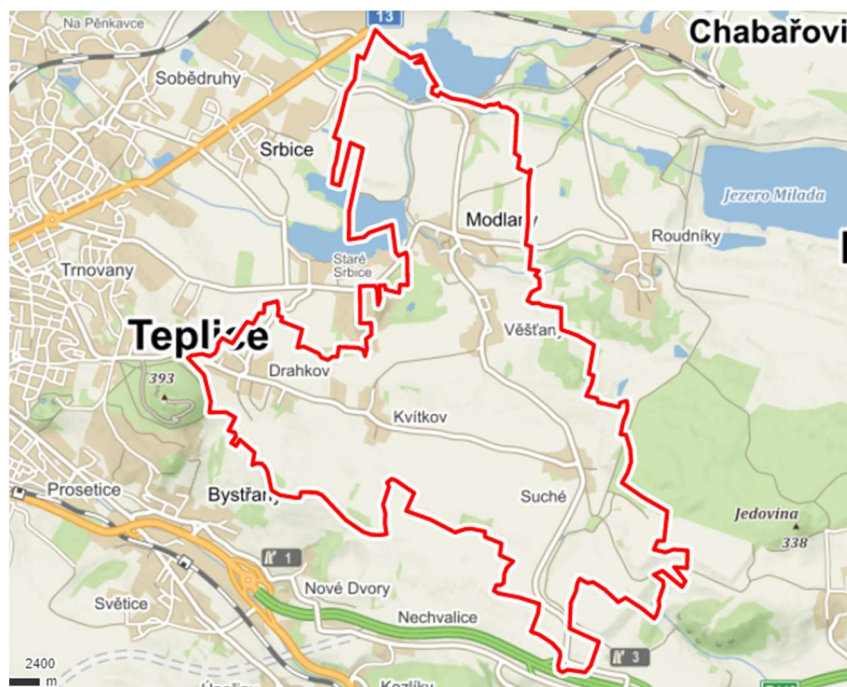 Na Pěnkavce
13
Chabařovi
Sobědruhy
Srbice
Jezero Milada
Modlany
Roudníky
Trnovany
Staré
Srbice
Teplice
Věšťany
Drahkov
393
Kvítkov
Prosetice
Bystřany
Suché
Jedovina
338
1
Nové Dvory
Světice
Nechvalice
3
2400
m